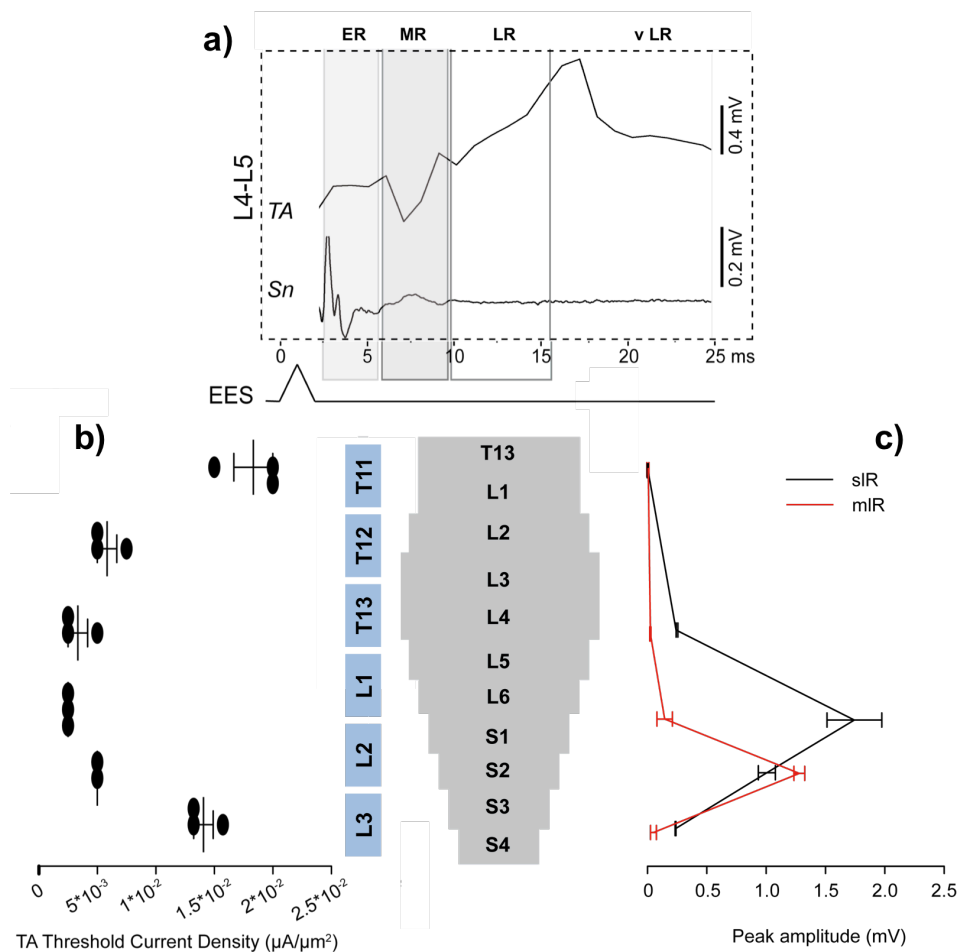 a)
ER MR LR v LR
L4-L5
TA
0.4 mV
Sn
0.2 mV
0 5 10 15 20 25 ms
EES
b)
c)
T11
T12
T13
L1
L2
L3
T13
L1
L2
L3
L4
L5
L6
S1
S2
S3
S4
sIR
mIR
0 5*10-3 1*10-2 1.5*10-2 2*10-2 2.5*10-2
TA Threshold Current Density (µA/µm²)
0 0.5 1.0 1.5 2.0 2.5
Peak amplitude (mV)